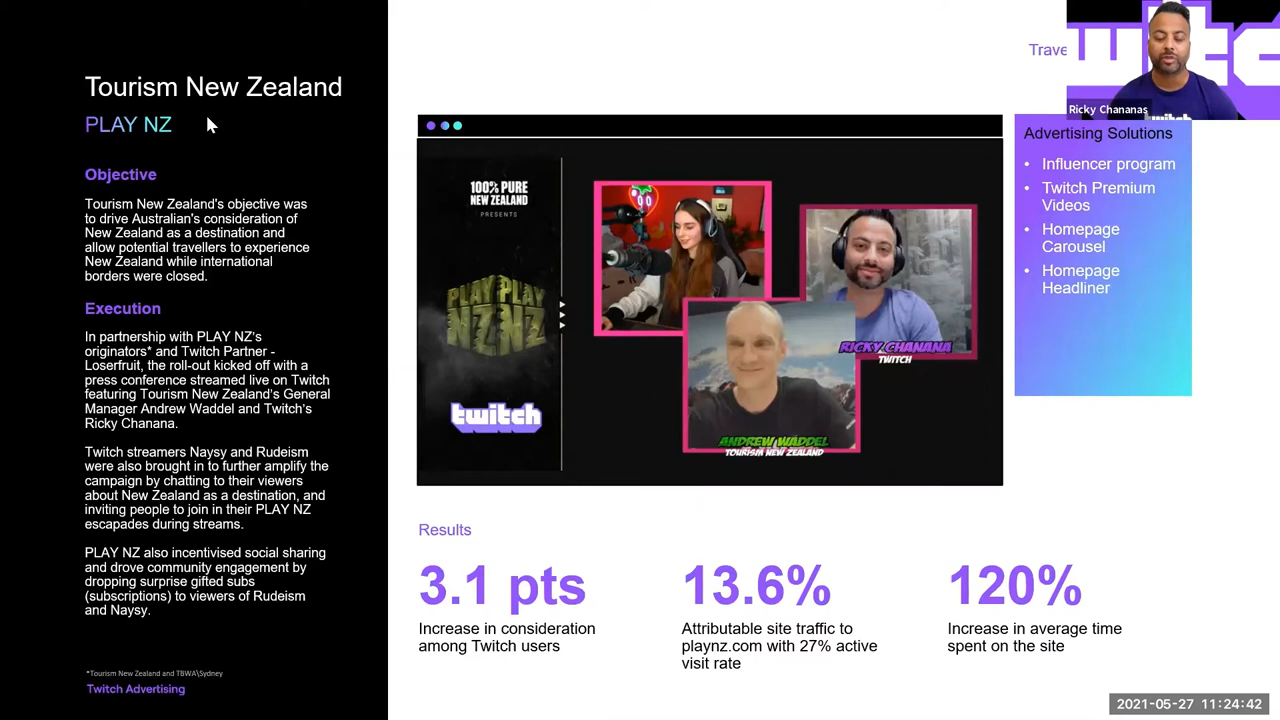 Tourism New Zealand
PLAY NZ
Objective
Tourism New Zealand's objective was
to drive Australian's consideration of
New Zealand as a destination and
allow potential travellers to experience
New Zealand while international
borders were closed.
Execution
In partnership with PLAY NZ's
originators* and Twitch Partner -
Loserfruit, the roll-out kicked off with a
press conference streamed live on Twitch
featuring Tourism New Zealand's General
Manager Andrew Waddel and Twitch's
Ricky Chanana.
Twitch streamers Naysy and Rudeism
were also brought in to further amplify the
campaign by chatting to their viewers
about New Zealand as a destination, and
inviting people to join in their PLAY NZ
escapades during streams.
PLAY NZ also incentivised social sharing
and drove community engagement by
dropping surprise gifted subs
(subscriptions) to viewers of Rudeism
and Naysy.
*Tourism New Zealand and TBWA\Sydney
Twitch Advertising
100% PURE
NEW ZEALAND
PRESENTS
PLAY PLAY
NZ NZ
twitch
RICKY CHANANA
TWITCH
ANDREW WADDEL
TOURISM NEW ZEALAND
Trave
Ricky Chananas
twitch
Advertising Solutions
• Influencer program
• Twitch Premium
Videos
• Homepage
Carousel
• Homepage
Headliner
Results
3.1 pts
Increase in consideration
among Twitch users
13.6%
Attributable site traffic to
playnz.com with 27% active
visit rate
120%
Increase in average time
spent on the site
2021-05-27 11:24:42